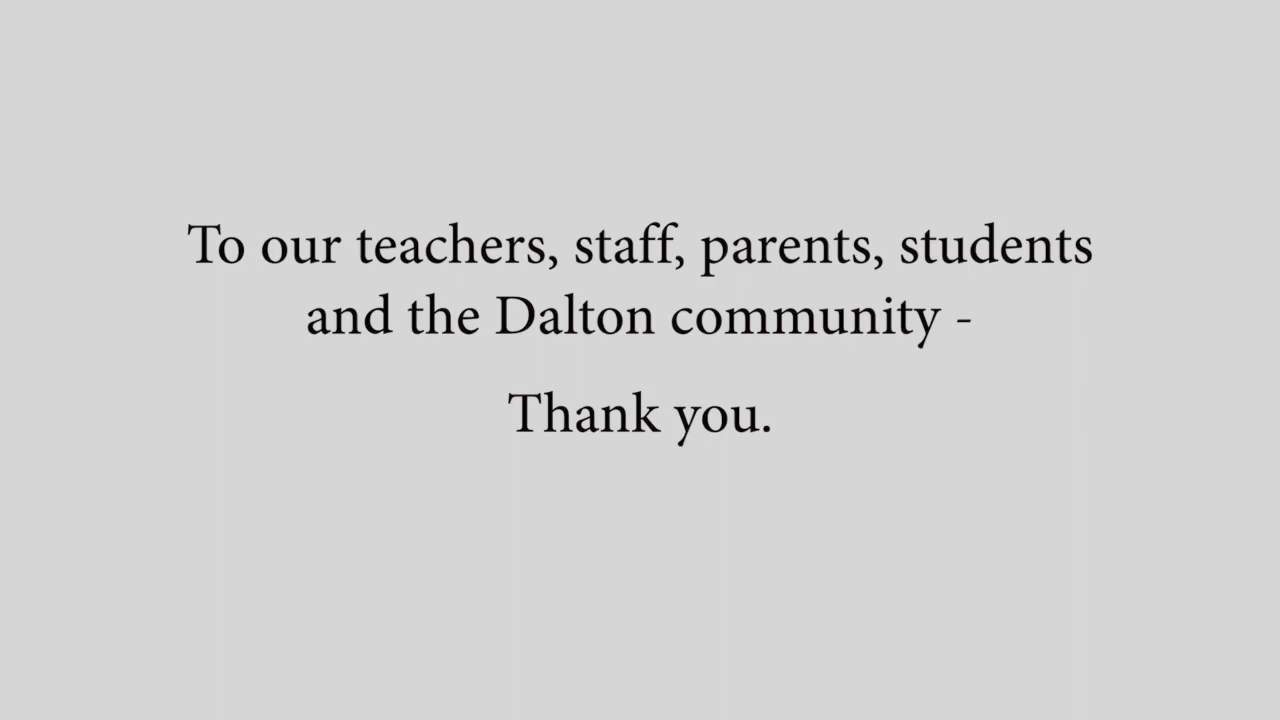 To our teachers, staff, parents, students
and the Dalton community -
Thank you.